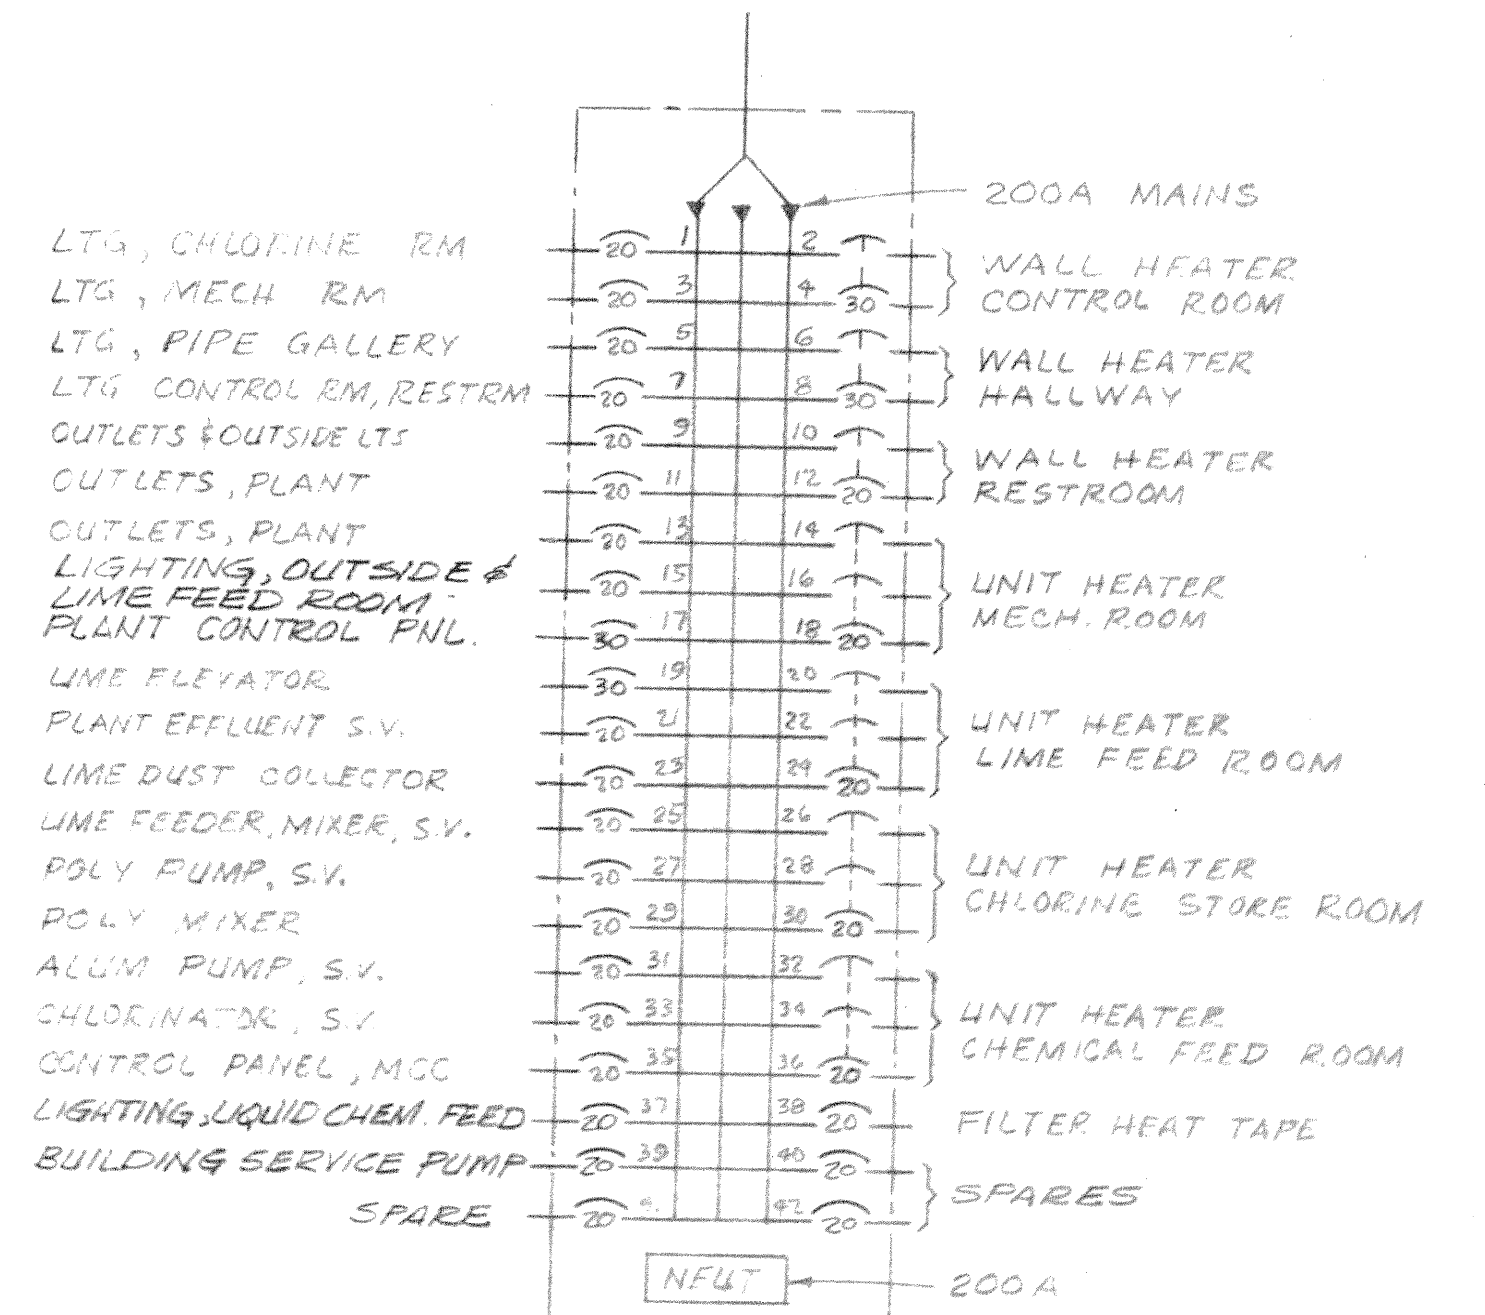 200A MAINS
LTG, CHLORINE RM 20 1 2 WALL HEATER
LTG, MECH RM 20 3 4 30 CONTROL ROOM
LTG, PIPE GALLERY 20 5 6 WALL HEATER
LTG CONTROL RM, RESTRM 20 7 8 30 HALLWAY
OUTLETS & OUTSIDE LTS 20 9 10 WALL HEATER
OUTLETS, PLANT 20 11 12 20 RESTROOM
OUTLETS, PLANT 20 13 14
LIGHTING, OUTSIDE &
LIME FEED ROOM 20 15 16 UNIT HEATER
PLANT CONTROL PNL. 30 17 18 20 MECH. ROOM
LIME ELEVATOR 30 19 20
PLANT EFFLUENT S.V. 20 21 22 UNIT HEATER
LIME DUST COLLECTOR 20 23 24 20 LIME FEED ROOM
LIME FEEDER, MIXER, S.V. 20 25 26
POLY PUMP, S.V. 20 27 28 UNIT HEATER
POLY MIXER 20 29 30 20 CHLORINE STORE ROOM
ALUM PUMP, S.V. 20 31 32
CHLORINATOR, S.V. 20 33 34 UNIT HEATER
CONTROL PANEL, MCC 20 35 36 20 CHEMICAL FEED ROOM
LIGHTING, LIQUID CHEM. FEED 20 37 38 20 FILTER HEAT TAPE
BUILDING SERVICE PUMP 20 39 40 20 SPARES
SPARE 20 42 20
NEUT 200A